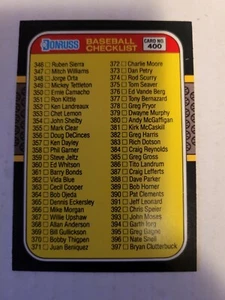 DONRUSS
BASEBALL
CHECKLIST
CARD NO.
400
346 Ruben Sierra
347 Mitch Williams
348 Jorge Orta
349 Mickey Tettleton
350 Ernie Camacho
351 Ron Kittle
352 Ken Landreaux
353 Chet Lemon
354 John Shelby
355 Mark Clear
356 Doug DeCinces
357 Ken Dayley
358 Phil Garner
359 Steve Jeltz
360 Ed Whitson
361 Barry Bonds
362 Vida Blue
363 Cecil Cooper
364 Bob Ojeda
365 Dennis Eckersley
366 Mike Morgan
367 Willie Upshaw
368 Allan Anderson
369 Bill Gullickson
370 Bobby Thigpen
371 Juan Beniquez
372 Charlie Moore
373 Dan Petry
374 Rod Scurry
375 Tom Seaver
376 Ed Vande Berg
377 Tony Bernazard
378 Greg Pryor
379 Dwayne Murphy
380 Andy McGaffigan
381 Kirk McCaskill
382 Greg Harris
383 Rich Dotson
384 Craig Reynolds
385 Greg Gross
386 Tito Landrum
387 Craig Lefferts
388 Dave Parker
389 Bob Horner
390 Pat Clements
391 Jeff Leonard
392 Chris Speier
393 John Moses
394 Garth Iorg
395 Greg Gagne
396 Nate Snell
397 Bryan Clutterbuck